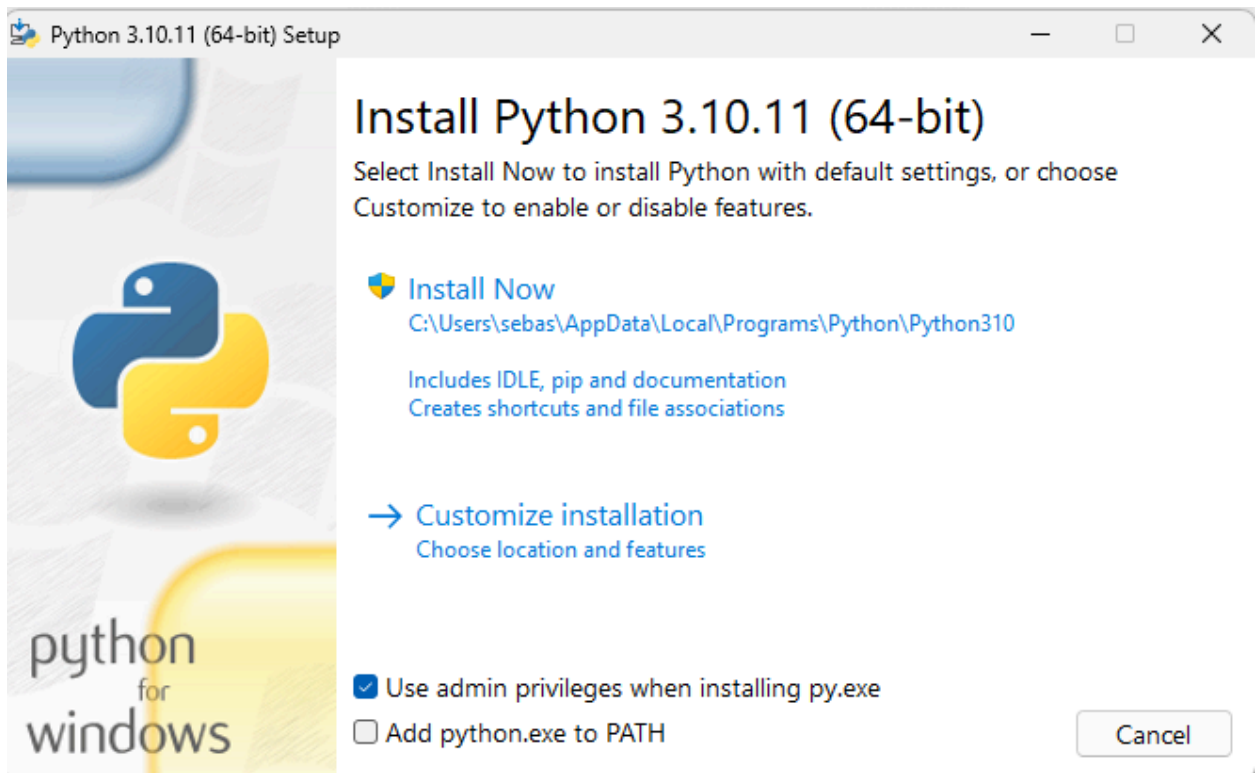 Python 3.10.11 (64-bit) Setup
Install Python 3.10.11 (64-bit)
Select Install Now to install Python with default settings, or choose
Customize to enable or disable features.
Install Now
C:\Users\sebas\AppData\Local\Programs\Python\Python310
Includes IDLE, pip and documentation
Creates shortcuts and file associations
Customize installation
Choose location and features
python
for
windows
Use admin privileges when installing py.exe
Add python.exe to PATH
Cancel